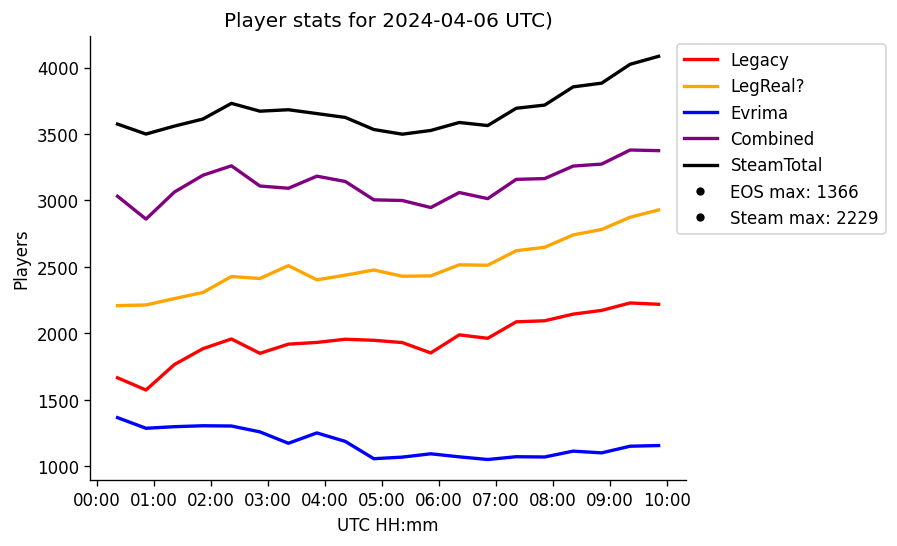 Player stats for 2024-04-06 UTC)
Legacy
LegReal?
Evrima
Combined
SteamTotal
EOS max: 1366
Steam max: 2229
Players
4000
3500
3000
2500
2000
1500
1000
00:00 01:00 02:00 03:00 04:00 05:00 06:00 07:00 08:00 09:00 10:00
UTC HH:mm